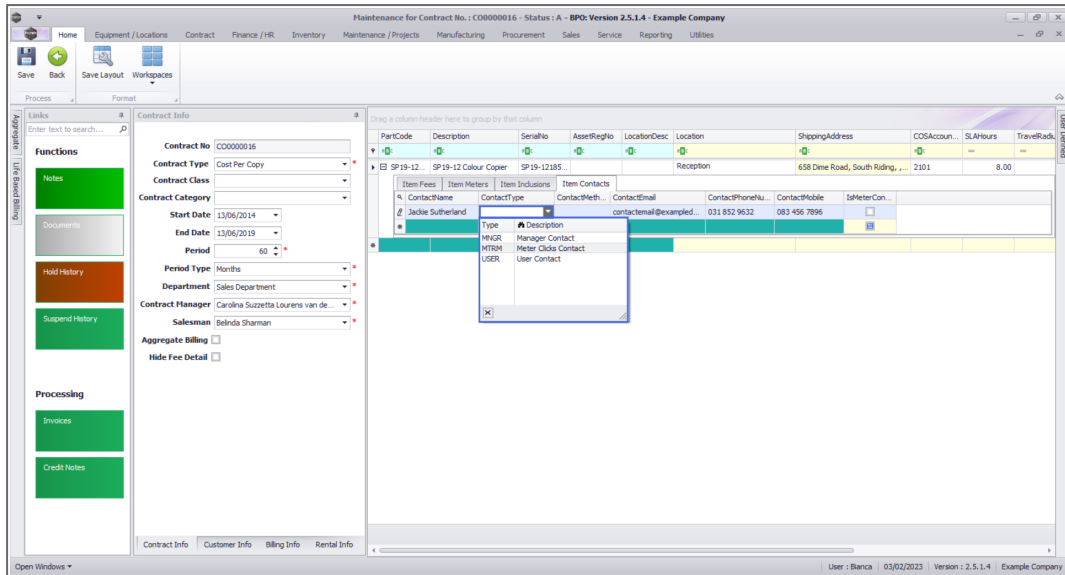 Maintenance for Contract No. : CO0000016 - Status : A - BPO: Version 2.5.1.4 - Example Company
Home Equipment / Locations Contract Finance / HR Inventory Maintenance / Projects Manufacturing Procurement Sales Service Reporting Utilities
Save Back Save Layout Workspaces
Process Format
Aggregate
Life Based Billing
Links
Enter text to search...
Functions
Notes
Documents
Hold History
Suspend History
Processing
Invoices
Credit Notes
Contract Info
Contract No CO0000016
Contract Type Cost Per Copy *
Contract Class
Contract Category
Start Date 13/06/2014
End Date 13/06/2019
Period 60 *
Period Type Months *
Department Sales Department *
Contract Manager Carolina Suzzetta Lourens van de... *
Salesman Belinda Sharman *
Aggregate Billing
Hide Fee Detail
Contract Info Customer Info Billing Info Rental Info
Drag a column header here to group by that column
PartCode Description SerialNo AssetRegNo LocationDesc Location ShippingAddress COSAccoun... SLAHours TravelRadiu
SP19-12... SP19-12 Colour Copier SP19-12185... Reception 658 Dime Road, South Riding, ,... 2101 8.00
Item Fees Item Meters Item Inclusions Item Contacts
ContactName ContactType ContactMeth... ContactEmail ContactPhoneNu... ContactMobile IsMeterCon...
Jackie Sutherland contactemail@exampled... 031 852 9632 083 456 7896
Type Description
MNGR Manager Contact
MTRM Meter Clicks Contact
USER User Contact
User Defined
Open Windows User : Bianca 03/02/2023 Version : 2.5.1.4 Example Company